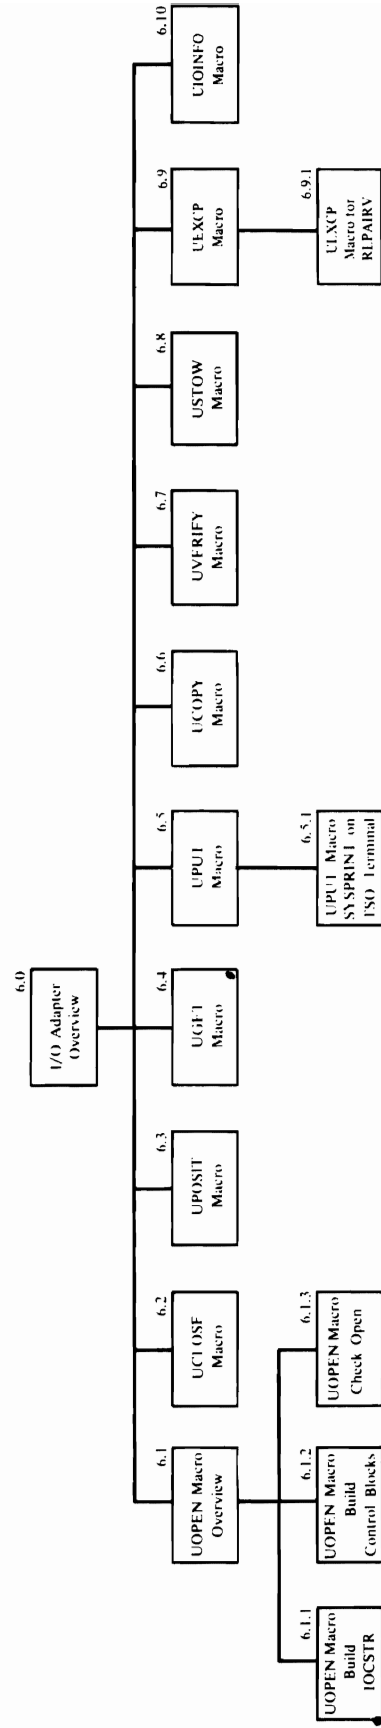 6.0
I/O Adapter
Overview
6.1
UOPEN Macro
Overview
6.2
UCLOSE
Macro
6.3
UPOSIT
Macro
6.4
UGET
Macro
6.5
UPUT
Macro
6.6
UCOPY
Macro
6.7
UVERIFY
Macro
6.8
USTOW
Macro
6.9
UEXCP
Macro
6.10
UIOINFO
Macro
6.1.1
UOPEN Macro
Build
IOCSTR
6.1.2
UOPEN Macro
Build
Control Blocks
6.1.3
UOPEN Macro
Check Open
6.5.1
UPUT Macro
SYSPRINT on
TSO Terminal
6.9.1
UEXCP
Macro for
REPAIRV